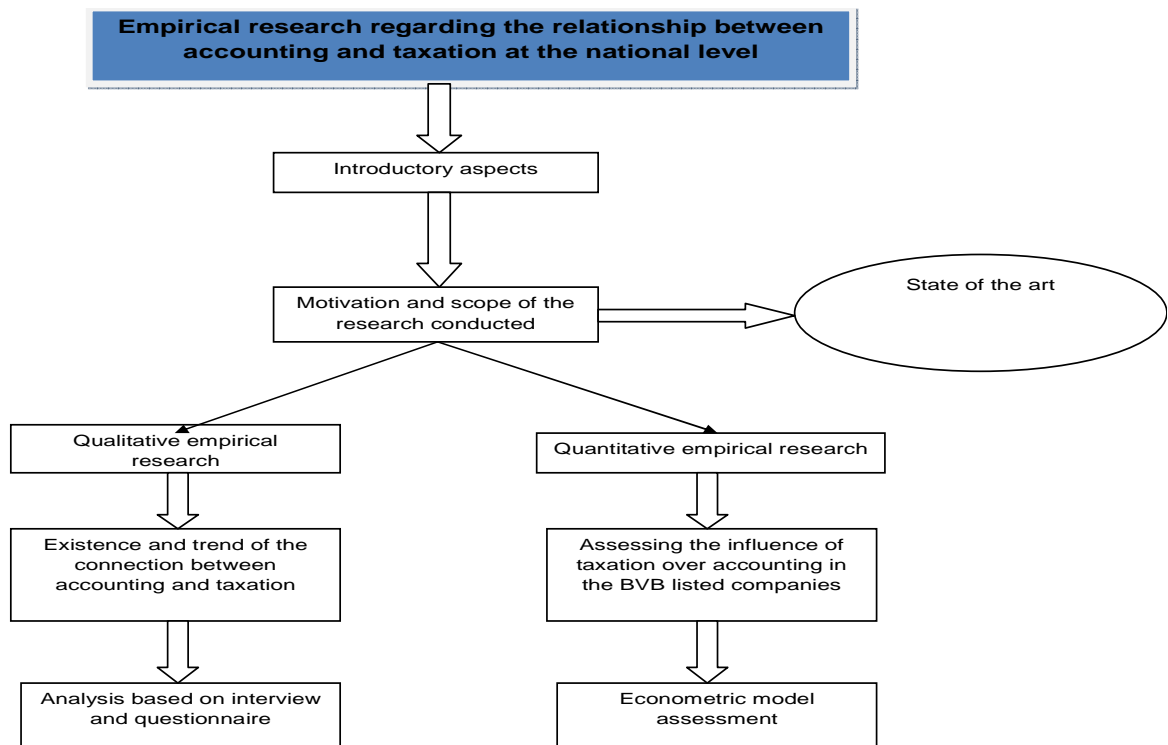 Empirical research regarding the relationship between
accounting and taxation at the national level
Introductory aspects
Motivation and scope of the
research conducted
State of the art
Qualitative empirical
research
Quantitative empirical research
Existence and trend of the
connection between
accounting and taxation
Assessing the influence of
taxation over accounting in
the BVB listed companies
Analysis based on interview
and questionnaire
Econometric model
assessment